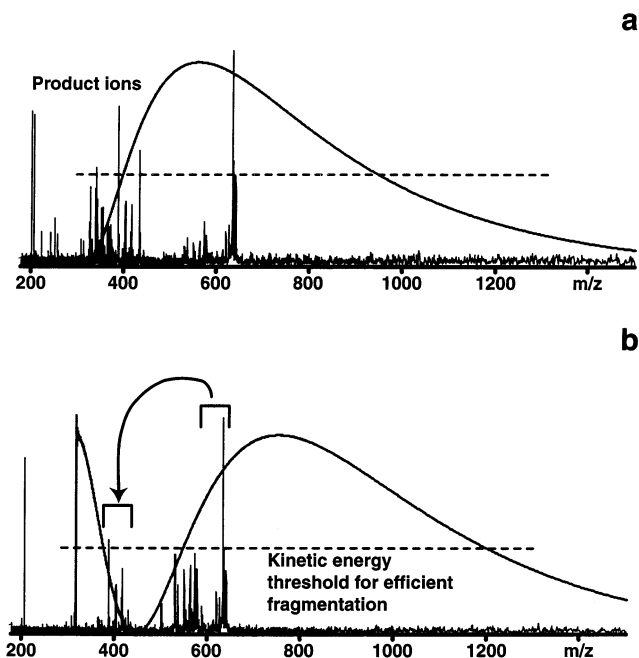 a
Product ions
200 400 600 800 1000 1200 m/z
b
Kinetic energy
threshold for efficient
fragmentation
200 400 600 800 1000 1200 m/z